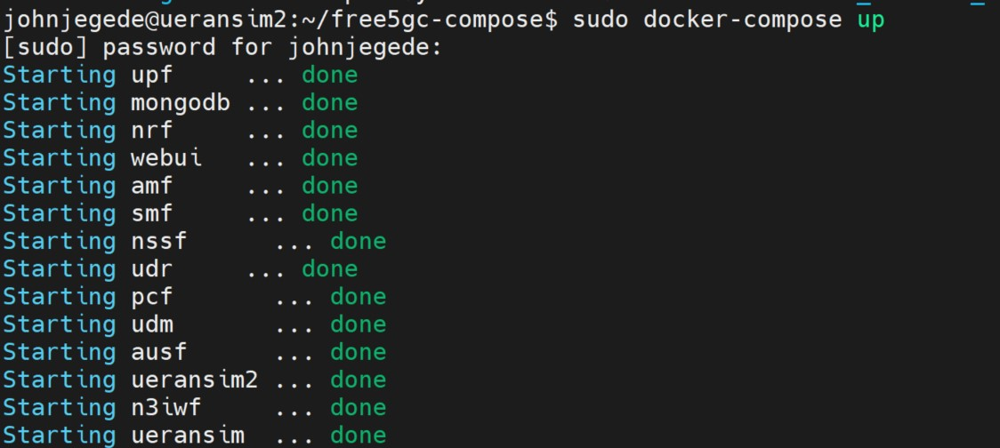 johnjegede@ueransim2:~/free5gc-compose$ sudo docker-compose up
[sudo] password for johnjegede:
Starting upf     ... done
Starting mongodb ... done
Starting nrf     ... done
Starting webui   ... done
Starting amf     ... done
Starting smf     ... done
Starting nssf      ... done
Starting udr     ... done
Starting pcf       ... done
Starting udm       ... done
Starting ausf      ... done
Starting ueransim2 ... done
Starting n3iwf     ... done
Starting ueransim  ... done